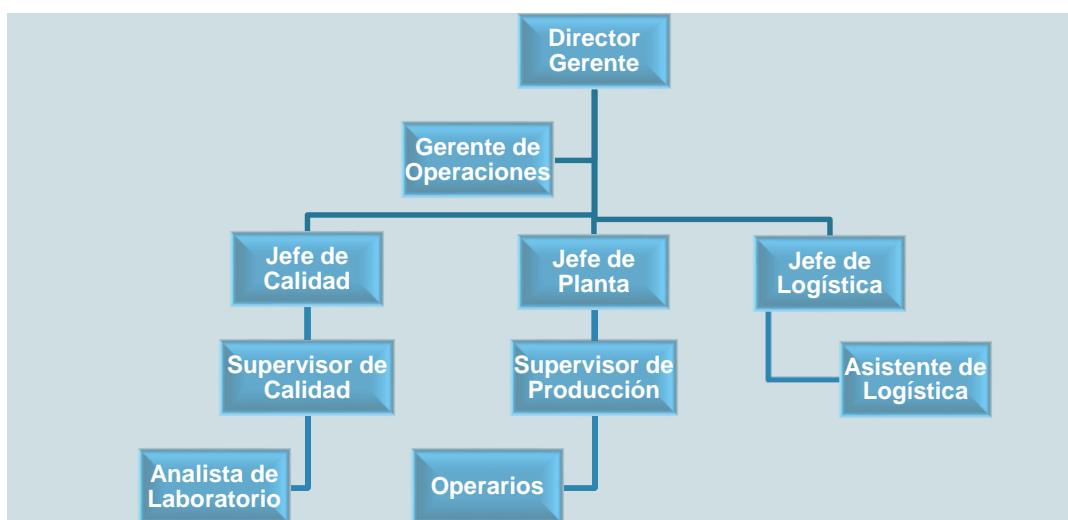 Director
Gerente
Gerente de
Operaciones
Jefe de
Calidad
Jefe de
Planta
Jefe de
Logística
Supervisor de
Calidad
Supervisor de
Producción
Asistente de
Logística
Analista de
Laboratorio
Operarios